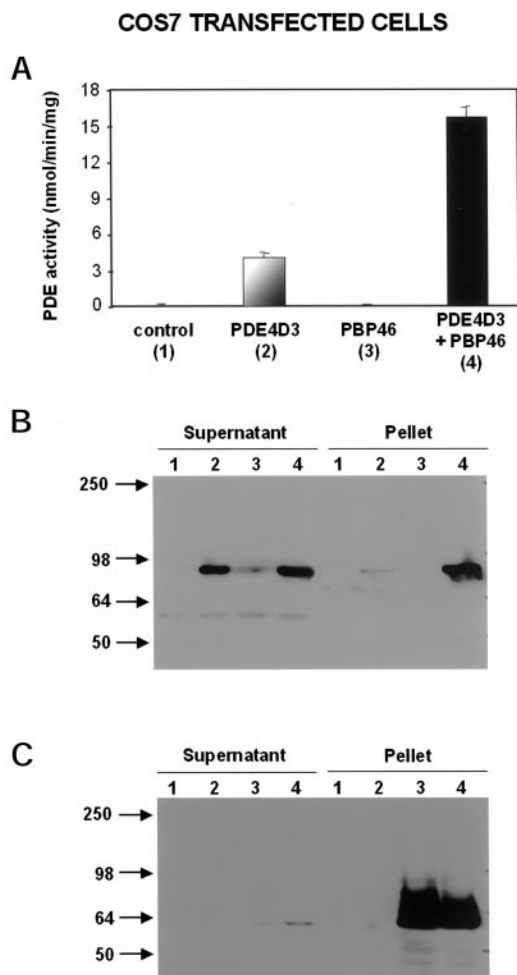 COS7 TRANSFECTED CELLS
A
PDE activity (nmol/min/mg)
18
15
12
9
6
3
0
control (1)
PDE4D3 (2)
PBP46 (3)
PDE4D3 + PBP46 (4)
B
Supernatant Pellet
1 2 3 4 1 2 3 4
250
98
64
50
C
Supernatant Pellet
1 2 3 4 1 2 3 4
250
98
64
50